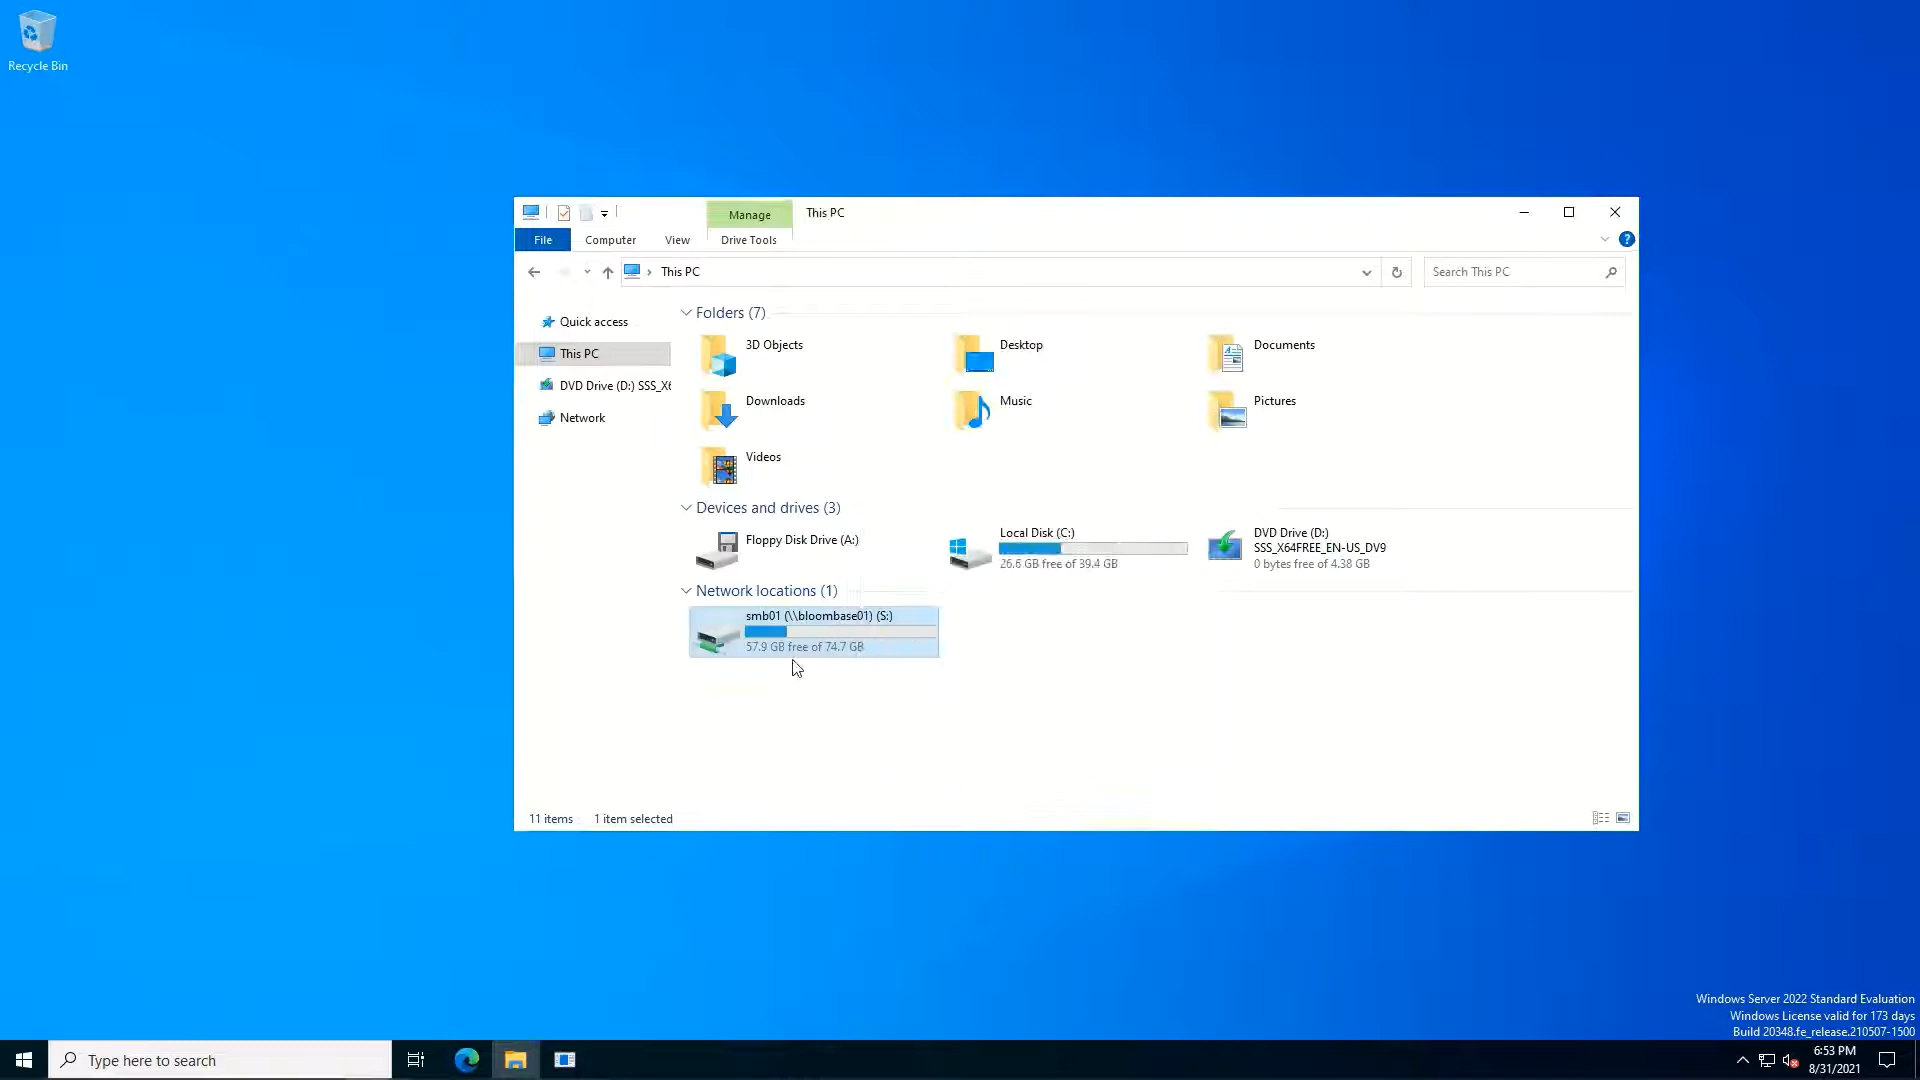 Recycle Bin
Manage
This PC
File
Computer
View
Drive Tools
This PC
Search This PC
Quick access
This PC
DVD Drive (D:) SSS_X6
Network
Folders (7)
3D Objects
Desktop
Documents
Downloads
Music
Pictures
Videos
Devices and drives (3)
Floppy Disk Drive (A:)
Local Disk (C:)
26.6 GB free of 39.4 GB
DVD Drive (D:)
SSS_X64FREE_EN-US_DV9
0 bytes free of 4.38 GB
Network locations (1)
smb01 (\\bloombase01) (S:)
57.9 GB free of 74.7 GB
11 items
1 item selected
Windows Server 2022 Standard Evaluation
Windows License valid for 173 days
Build 20348.fe_release.210507-1500
Type here to search
6:53 PM
8/31/2021